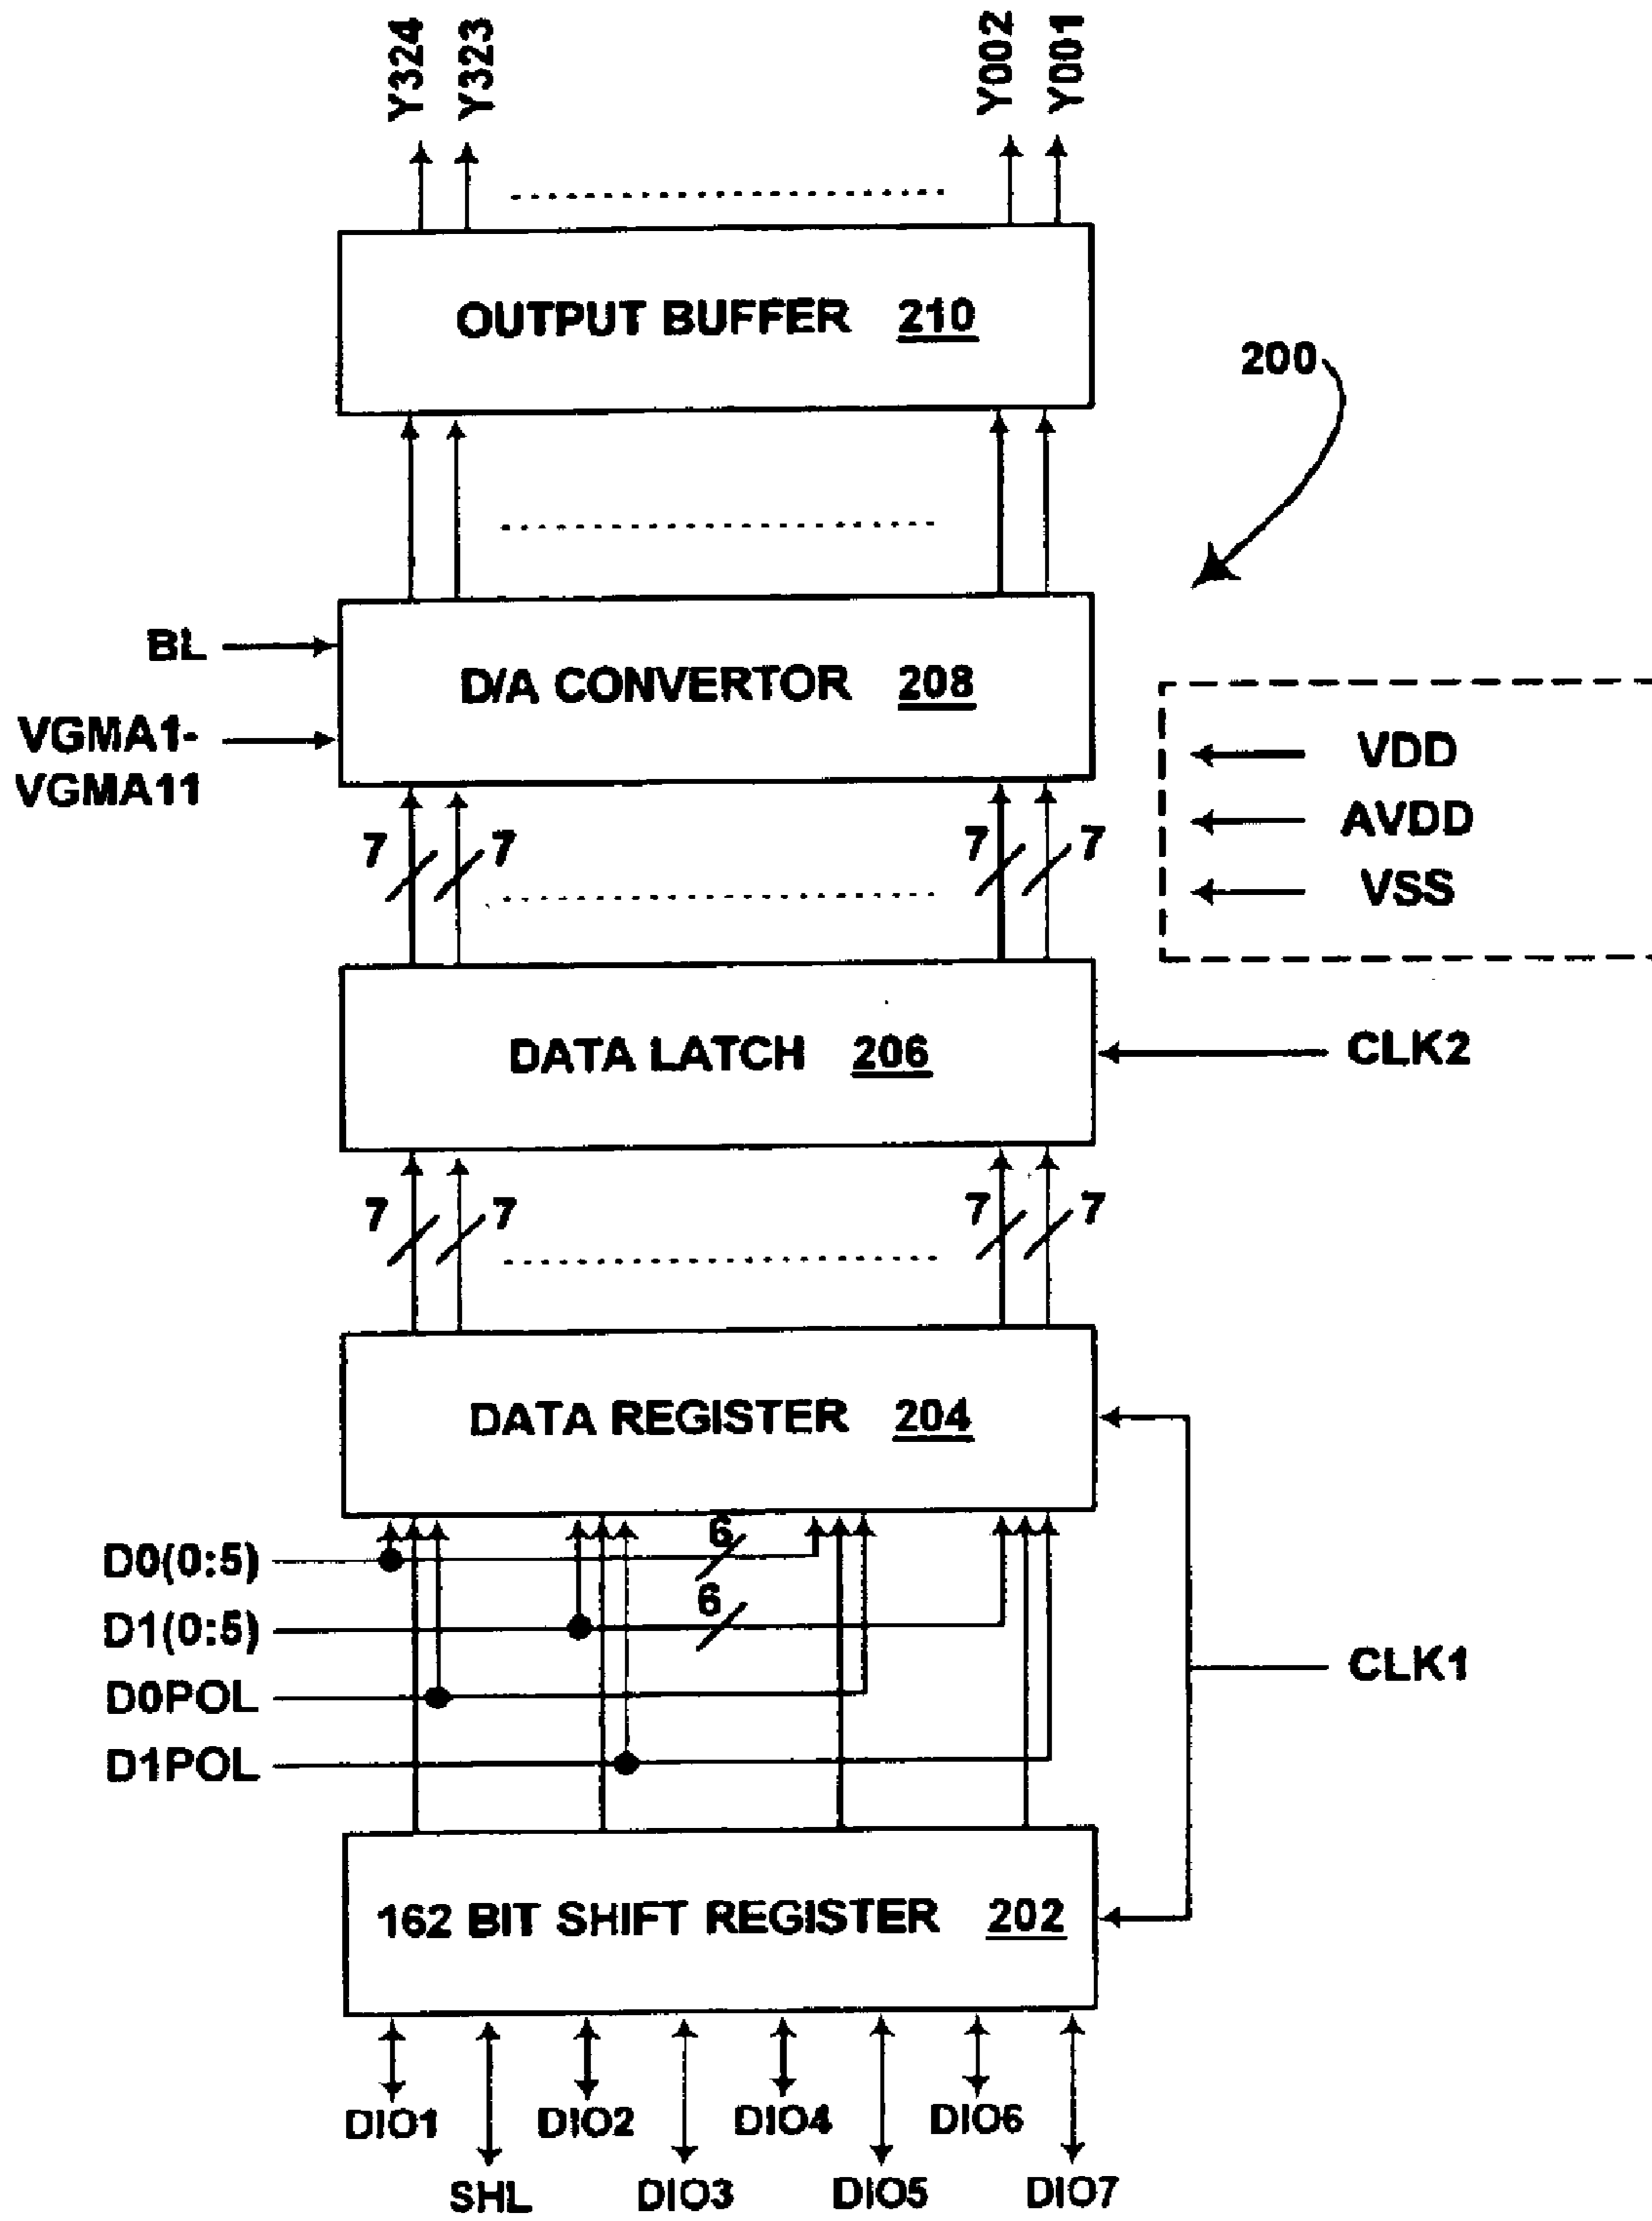 Y324 Y323 Y002 Y001
OUTPUT BUFFER 210
200
BL
D/A CONVERTOR 208
VGMA1-
VGMA11
VDD
AVDD
VSS
7 7 7 7
DATA LATCH 206
CLK2
7 7 7 7
DATA REGISTER 204
D0(0:5) 6
D1(0:5) 6
CLK1
D0POL
D1POL
162 BIT SHIFT REGISTER 202
DIO1 DIO2 DIO4 DIO6
SHL DIO3 DIO5 DIO7